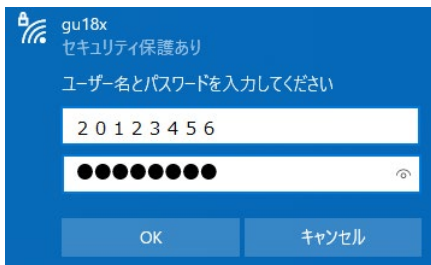 gu18x
セキュリティ保護あり
ユーザー名とパスワードを入力してください
２０１２３４５６
●●●●●●●●
OK
キャンセル